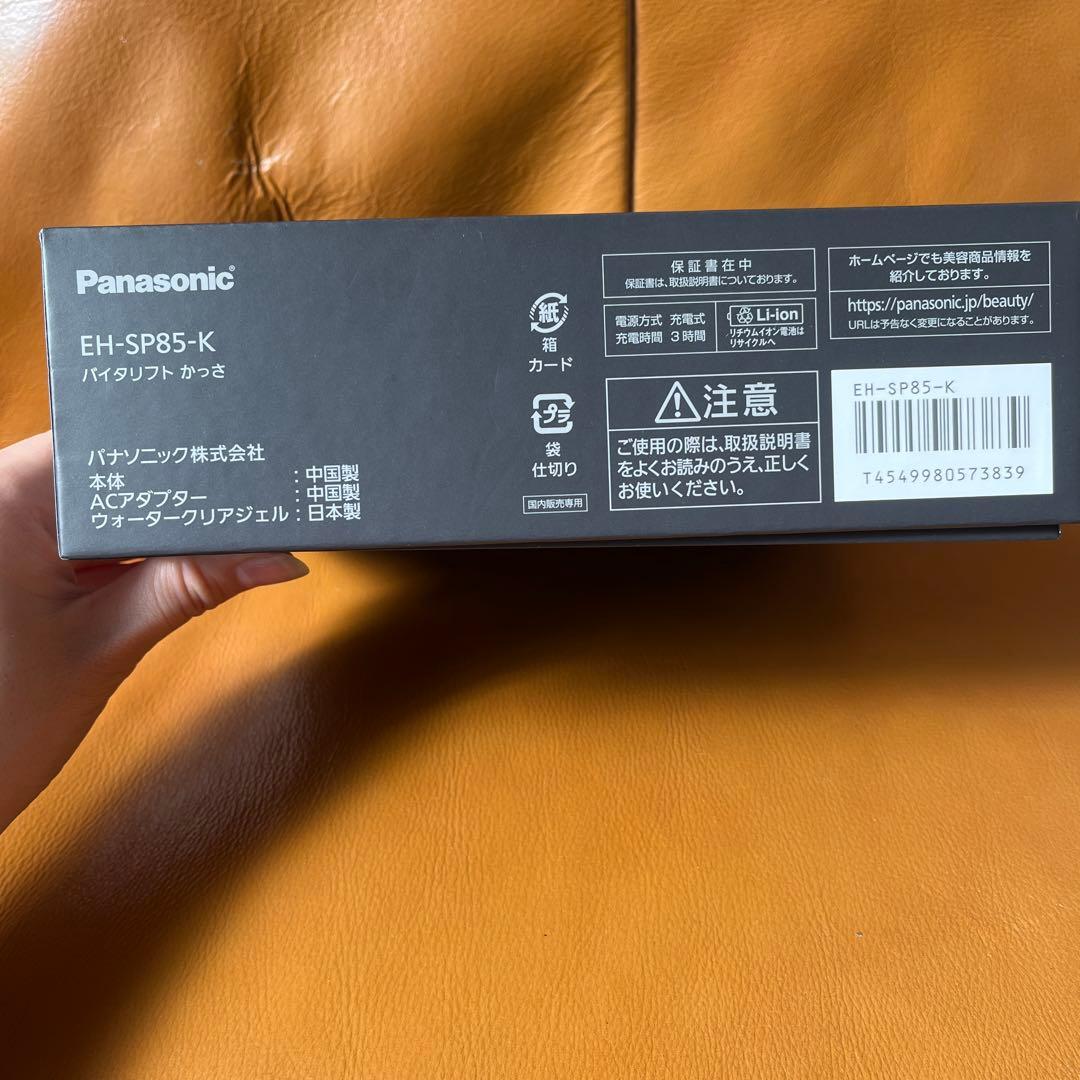 Panasonic®
EH-SP85-K
バイタリフト かっさ
パナソニック株式会社
本体 : 中国製
ACアダプター : 中国製
ウォータークリアジェル : 日本製
紙
箱
カード
プラ
袋
仕切り
国内販売専用
保証書在中
保証書は、取扱説明書についております。
電源方式 充電式
充電時間 3時間
Li-ion
リチウムイオン電池は
リサイクルへ
注意
ご使用の際は、取扱説明書
をよくお読みのうえ、正しく
お使いください。
ホームページでも美容商品情報を
紹介しております。
https://panasonic.jp/beauty/
URLは予告なく変更になることがあります。
EH-SP85-K
T4549980573839